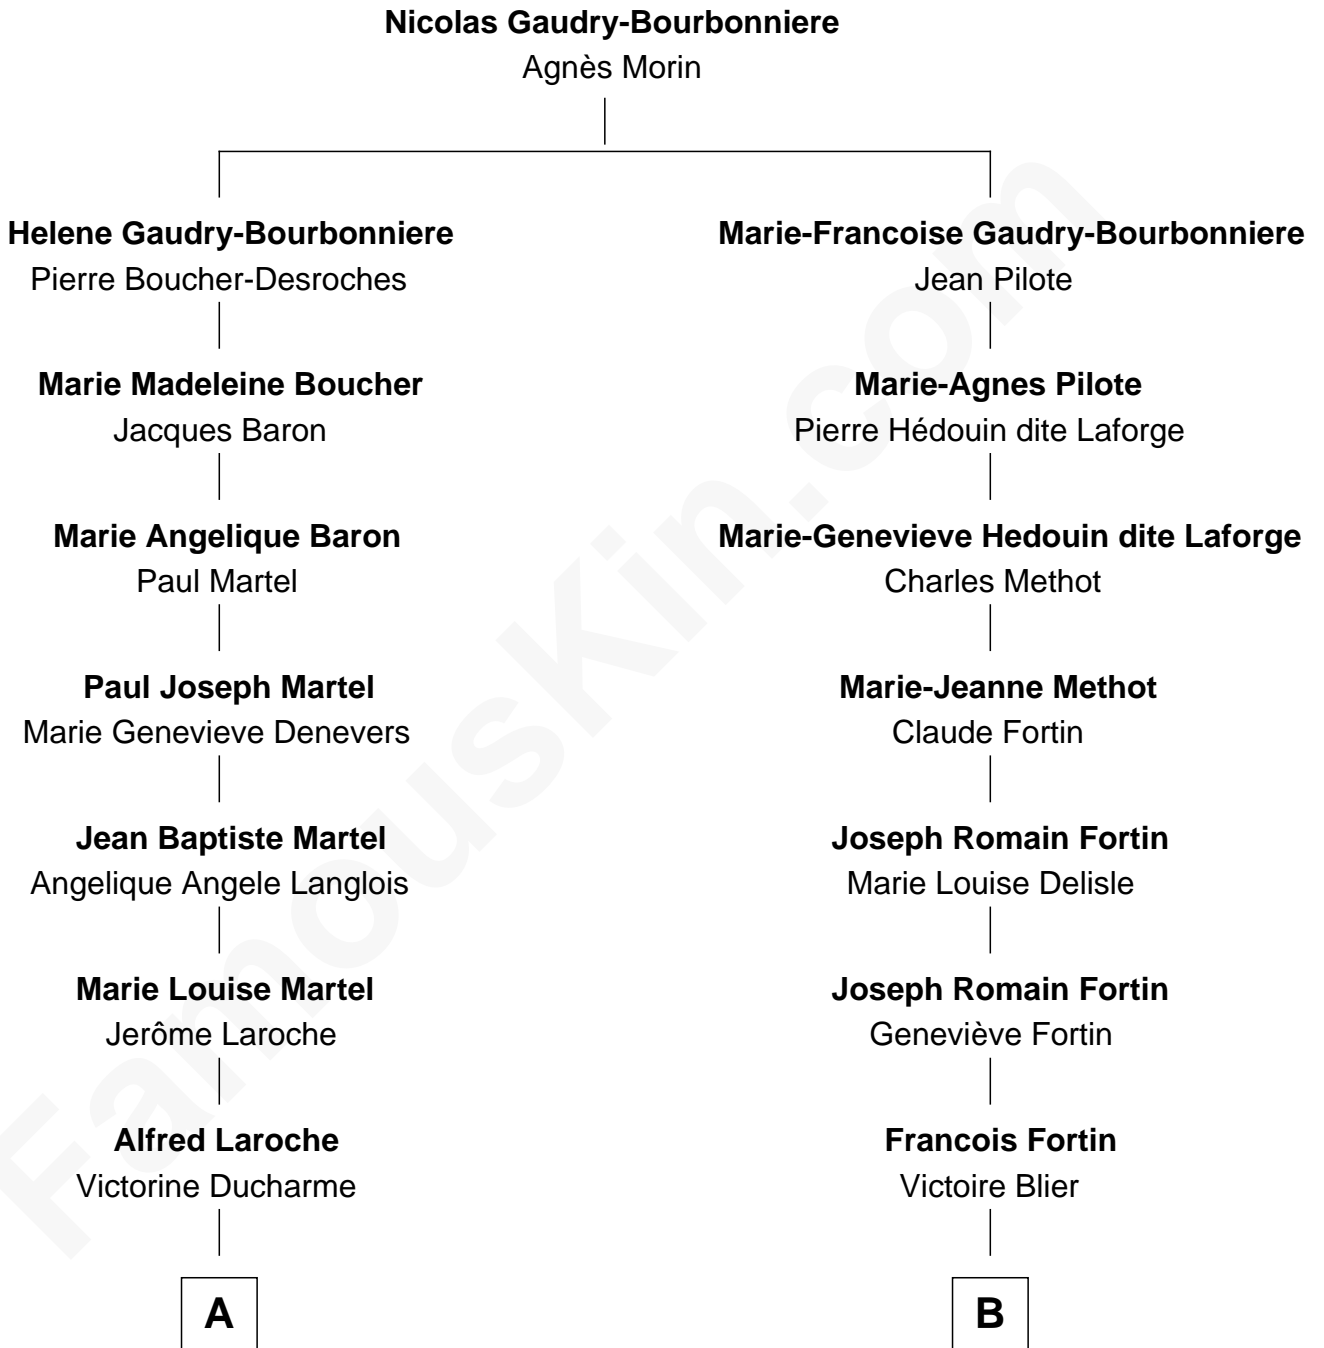 Nicolas Gaudry-Bourbonniere
Agnès Morin
Helene Gaudry-Bourbonniere
Pierre Boucher-Desroches
Marie Madeleine Boucher
Jacques Baron
Marie Angelique Baron
Paul Martel
Paul Joseph Martel
Marie Genevieve Denevers
Jean Baptiste Martel
Angelique Angele Langlois
Marie Louise Martel
Jerôme Laroche
Alfred Laroche
Victorine Ducharme
A
Marie-Francoise Gaudry-Bourbonniere
Jean Pilote
Marie-Agnes Pilote
Pierre Hédouin dite Laforge
Marie-Genevieve Hedouin dite Laforge
Charles Methot
Marie-Jeanne Methot
Claude Fortin
Joseph Romain Fortin
Marie Louise Delisle
Joseph Romain Fortin
Geneviève Fortin
Francois Fortin
Victoire Blier
B
FamousKin.com